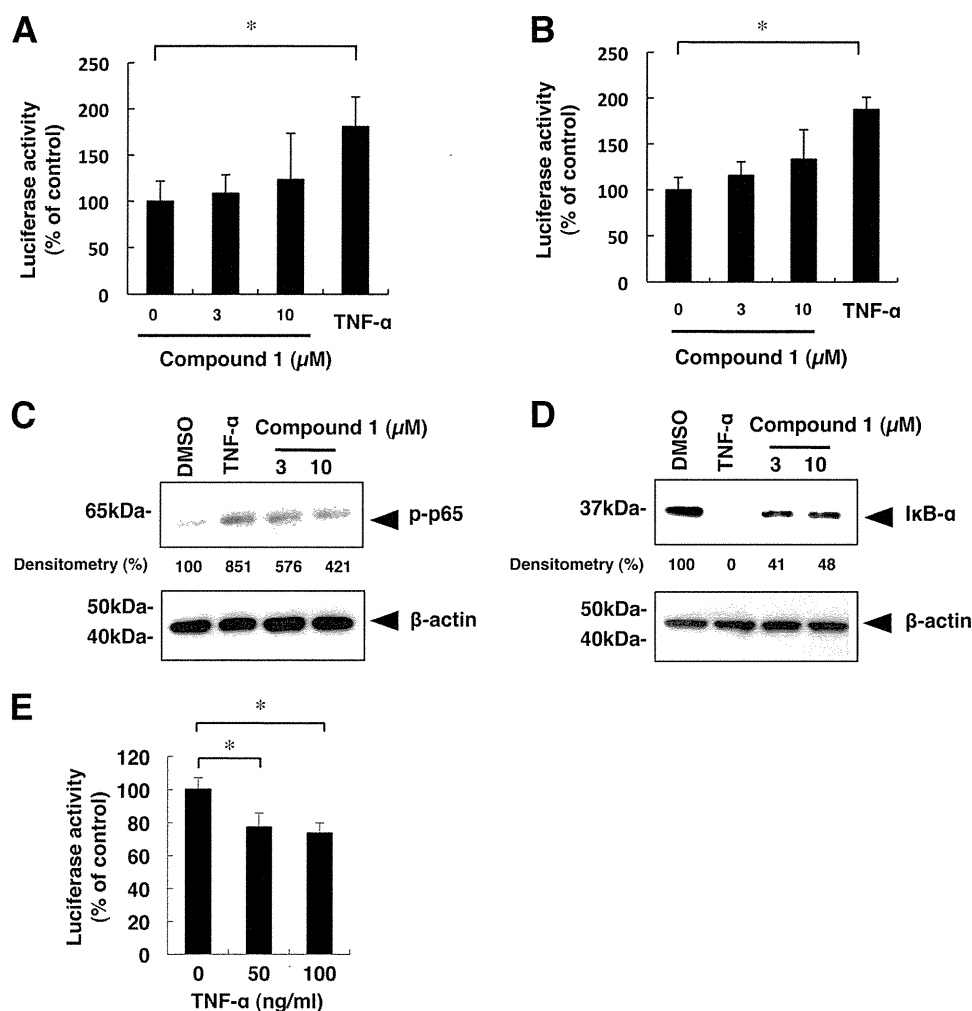 A
*
Luciferase activity
(% of control)
250
200
150
100
50
0
0 3 10 TNF-α
Compound 1 (μM)
B
*
Luciferase activity
(% of control)
250
200
150
100
50
0
0 3 10 TNF-α
Compound 1 (μM)
C
DMSO
TNF-α
Compound 1 (μM)
3 10
65kDa-
p-p65
Densitometry (%) 100 851 576 421
50kDa-
40kDa-
β-actin
D
DMSO
TNF-α
Compound 1 (μM)
3 10
37kDa-
IκB-α
Densitometry (%) 100 0 41 48
50kDa-
40kDa-
β-actin
E
*
*
Luciferase activity
(% of control)
120
100
80
60
40
20
0
0 50 100
TNF-α (ng/ml)